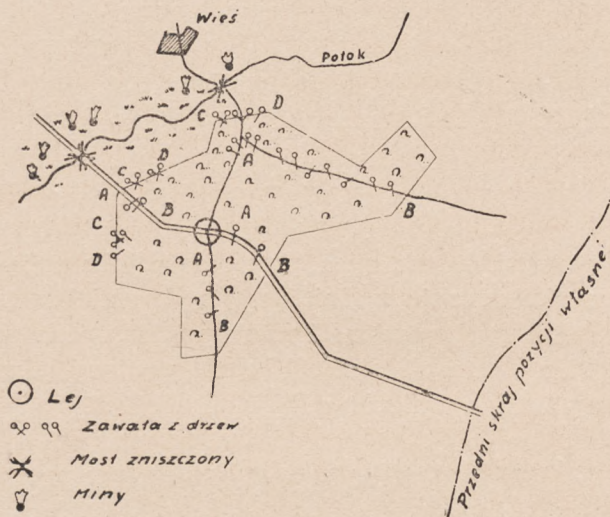 Wieś
Potok
C
D
A
C
D
A
B
B
A
C
D
A
B
B
Przedni skraj pozycji własnej
Lej
Zawała z drzew
Most zniszczony
Miny